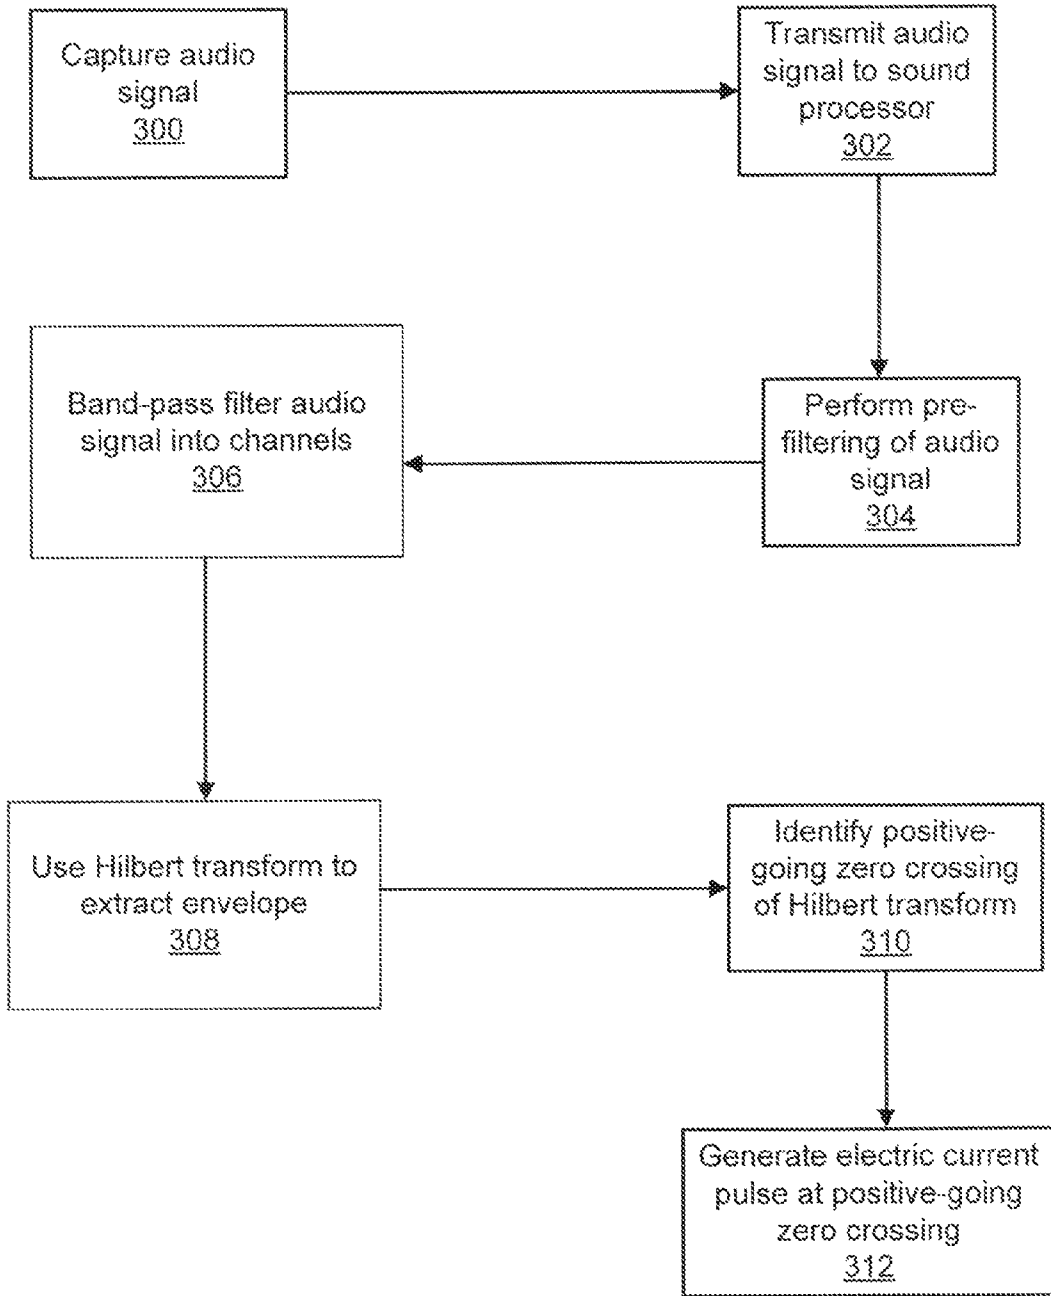 Capture audio
signal
300
Transmit audio
signal to sound
processor
302
Perform pre-
filtering of audio
signal
304
Band-pass filter audio
signal into channels
306
Use Hilbert transform to
extract envelope
308
Identify positive-
going zero crossing
of Hilbert transform
310
Generate electric current
pulse at positive-going
zero crossing
312